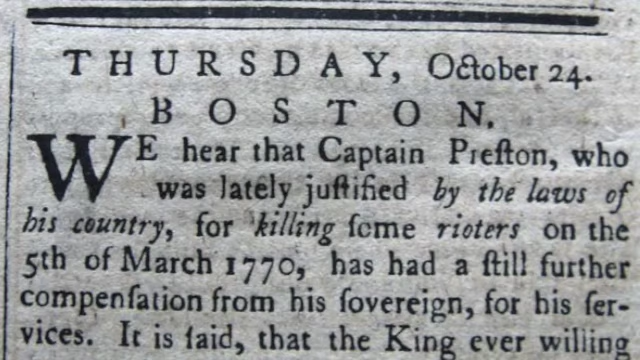 THURSDAY, October 24.
BOSTON.
WE hear that Captain Preſton, who
was lately juſtified by the laws of
his country, for killing ſome rioters on the
5th of March 1770, has had a ſtill further
compenſation from his ſovereign, for his ſer-
vices. It is ſaid, that the King ever willing